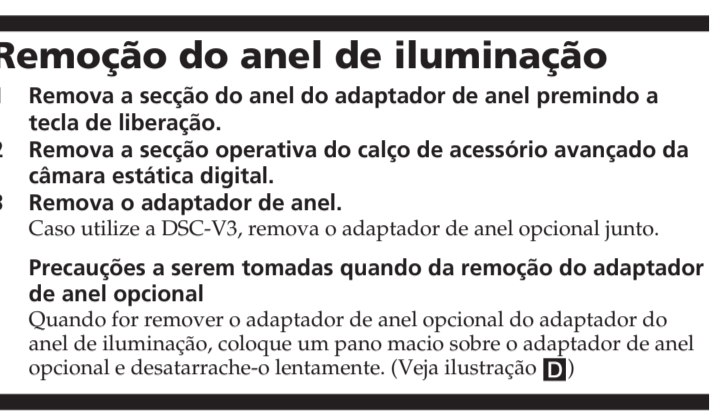 Remoção do anel de iluminação
1 Remova a secção do anel do adaptador de anel premindo a
tecla de liberação.
2 Remova a secção operativa do calço de acessório avançado da
câmara estática digital.
3 Remova o adaptador de anel.
Caso utilize a DSC-V3, remova o adaptador de anel opcional junto.
Precauções a serem tomadas quando da remoção do adaptador
de anel opcional
Quando for remover o adaptador de anel opcional do adaptador do
anel de iluminação, coloque um pano macio sobre o adaptador de anel
opcional e desatarrache-o lentamente. (Veja ilustração D)